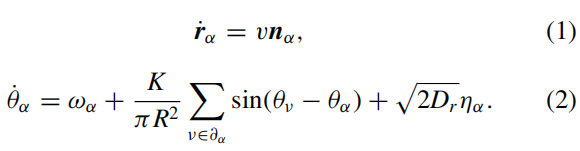 ṙ_α = v n_α, (1)
θ̇_α = ω_α + K / (πR²) ∑_{ν∈∂_α} sin(θ_ν − θ_α) + √(2D_r) η_α. (2)